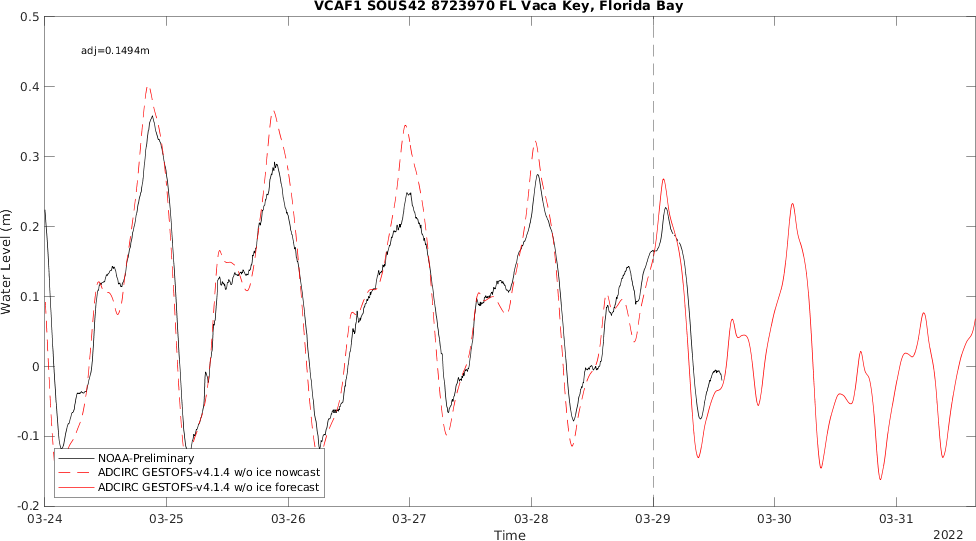 VCAF1 SOUS42 8723970 FL Vaca Key, Florida Bay
adj=0.1494m
Water Level (m)
0.5
0.4
0.3
0.2
0.1
0
-0.1
-0.2
NOAA-Preliminary
ADCIRC GESTOFS-v4.1.4 w/o ice nowcast
ADCIRC GESTOFS-v4.1.4 w/o ice forecast
03-24 03-25 03-26 03-27 03-28 03-29 03-30 03-31
Time
2022